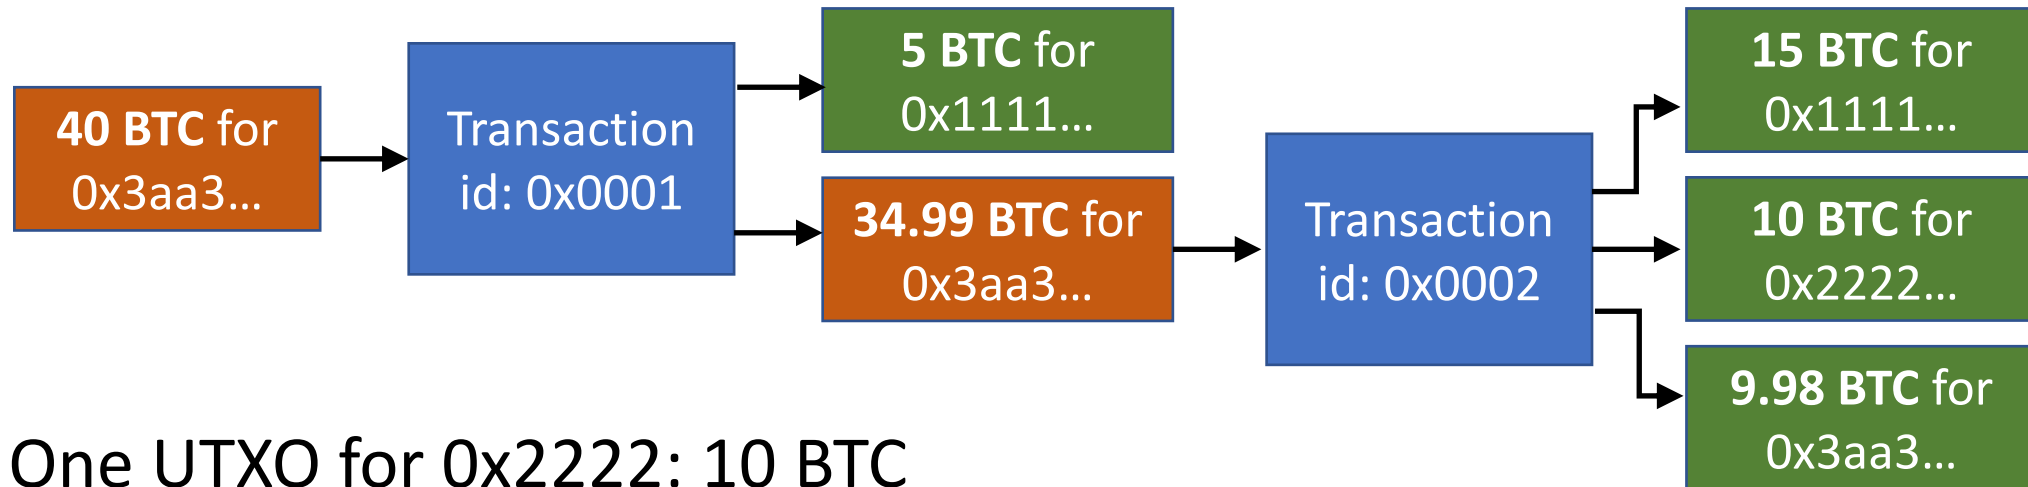 40 BTC for
0x3aa3...
Transaction
id: 0x0001
5 BTC for
0x1111...
34.99 BTC for
0x3aa3...
Transaction
id: 0x0002
15 BTC for
0x1111...
10 BTC for
0x2222...
9.98 BTC for
0x3aa3...
One UTXO for 0x2222: 10 BTC